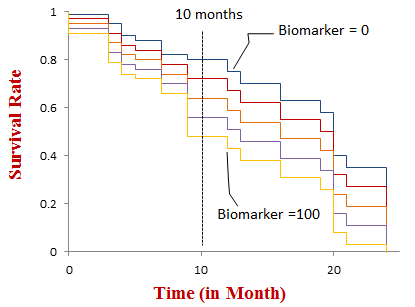 10 months
1
Biomarker = 0
0.8
0.6
0.4
0.2
0
Survival Rate
Biomarker =100
0
10
20
Time (in Month)